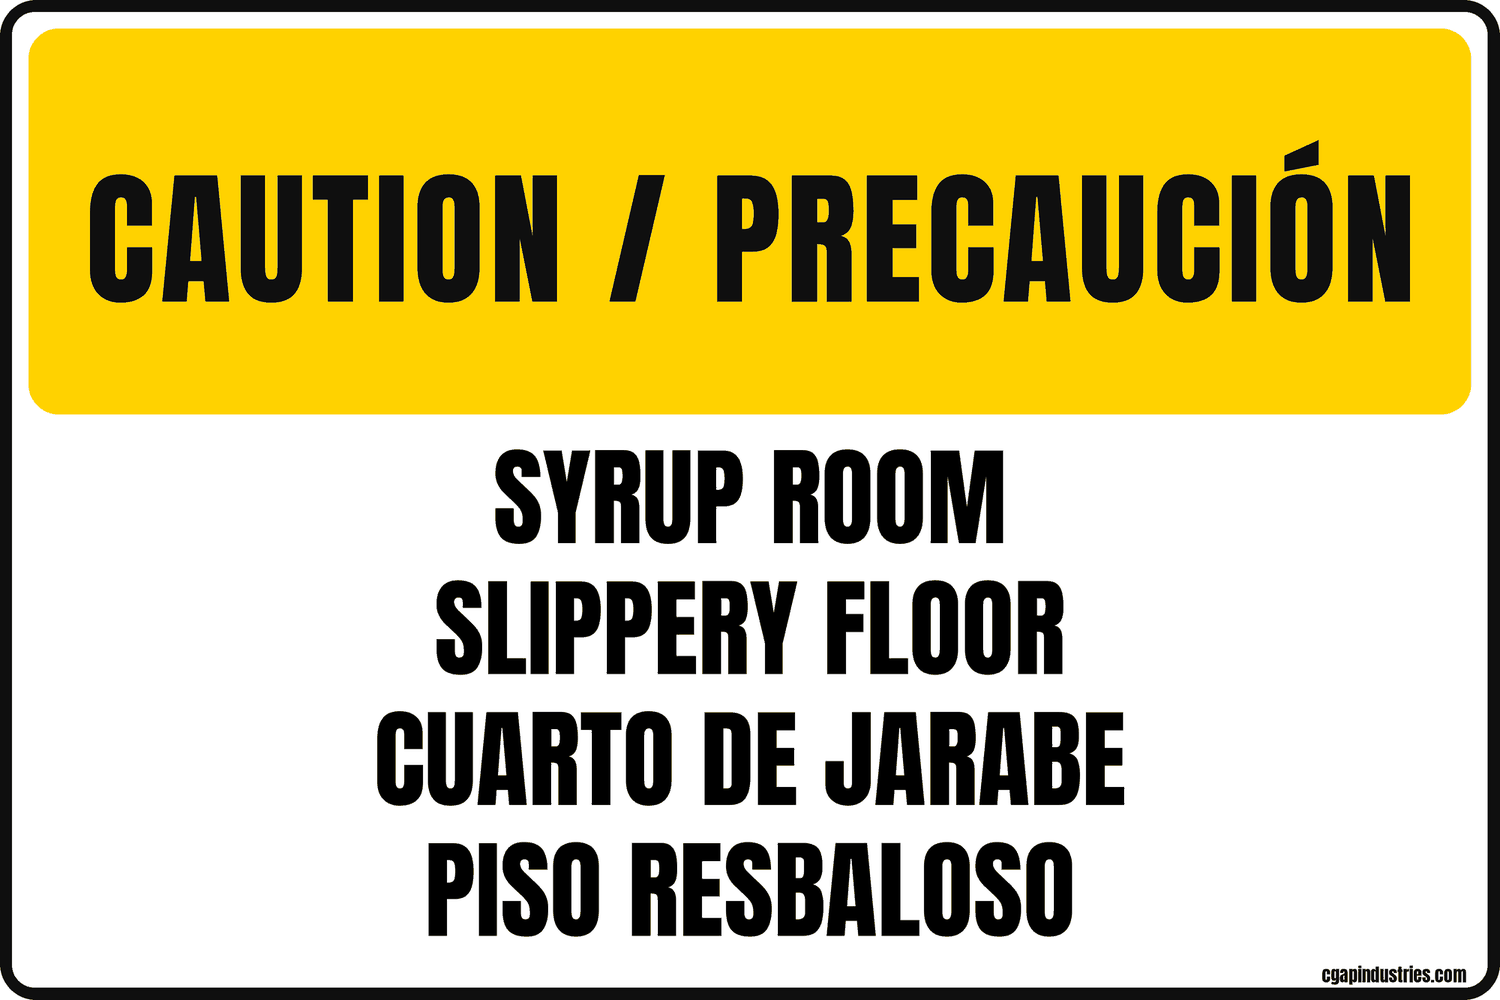 CAUTION / PRECAUCIÓN
SYRUP ROOM
SLIPPERY FLOOR
CUARTO DE JARABE
PISO RESBALOSO
cgapindustries.com